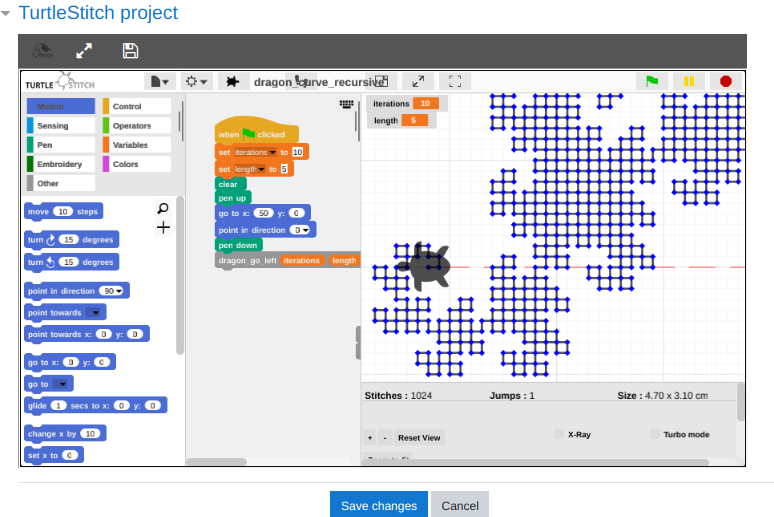 TurtleStitch project
TURTLE STITCH
dragon_curve_recursive
Motion
Control
Sensing
Operators
Pen
Variables
Embroidery
Colors
Other
move 10 steps
turn 15 degrees
turn 15 degrees
point in direction 90
point towards
point towards x: 0 y: 0
go to x: 0 y: 0
go to
glide 1 secs to x: 0 y: 0
change x by 10
set x to 0
when clicked
set iterations to 10
set length to 5
clear
pen up
go to x: 50 y: 0
point in direction 0
pen down
dragon_go_left iterations length
iterations 10
length 5
Stitches : 1024 Jumps : 1 Size : 4.70 x 3.10 cm
+ - Reset View
X-Ray
Turbo mode
Zoom to fit
Save changes
Cancel